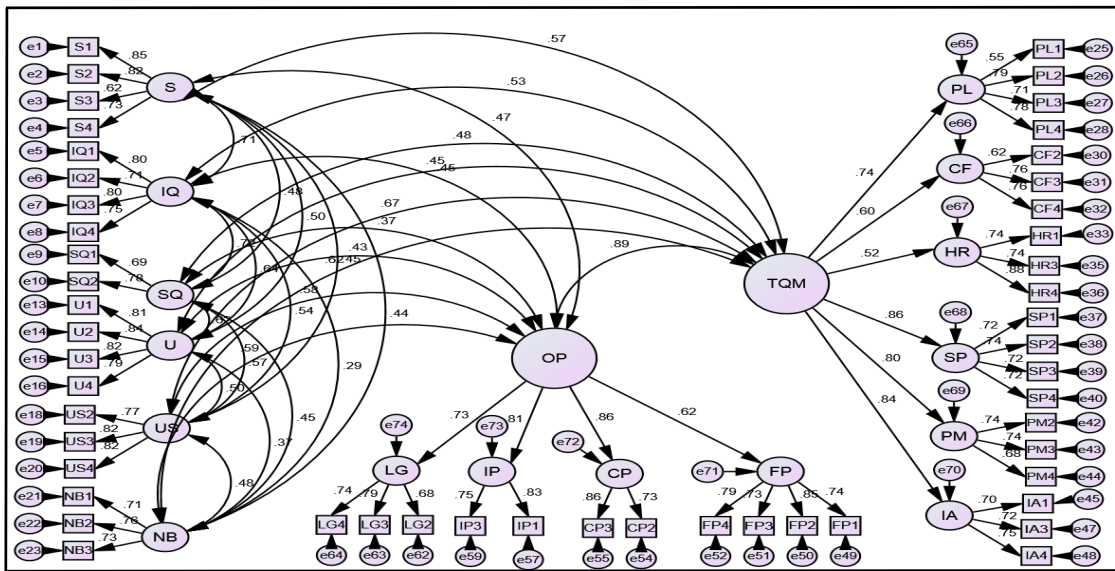 e1 S1
.85
e2 S2
.82
e3 S3
.62
e4 S4
.73
S
e5 IQ1
.80
e6 IQ2
.71
e7 IQ3
.80
e8 IQ4
.75
IQ
e9 SQ1
.69
e10 SQ2
.78
SQ
e13 U1
.81
e14 U2
.84
e15 U3
.82
e16 U4
.79
U
e18 US2
.77
e19 US3
.82
e20 US4
.82
US
e21 NB1
.71
e22 NB2
.76
e23 NB3
.73
NB
.57
.53
.47
.71
.48
.45
.45
.48
.50
.67
.37
.43
.62
.45
.64
.58
.54
.44
.59
.57
.50
.29
.45
.37
.48
.89
TQM
OP
.74
.60
.52
.86
.80
.84
.73
.81
.86
.62
e74
LG
.74
.79
.68
LG4 LG3 LG2
e64 e63 e62
e73
IP
.75
.83
IP3 IP1
e59 e57
e72
CP
.86
.73
CP3 CP2
e55 e54
e71
FP
.79
.73
.85
.74
FP4 FP3 FP2 FP1
e52 e51 e50 e49
e65
PL
.55
PL1 e25
.79
PL2 e26
.71
PL3 e27
.78
PL4 e28
e66
CF
.62
CF2 e30
.76
CF3 e31
.76
CF4 e32
e67
HR
.74
HR1 e33
.74
HR3 e35
.88
HR4 e36
e68
SP
.72
SP1 e37
.74
SP2 e38
.72
SP3 e39
.72
SP4 e40
e69
PM
.74
PM2 e42
.74
PM3 e43
.68
PM4 e44
e70
IA
.70
IA1 e45
.72
IA3 e47
.75
IA4 e48